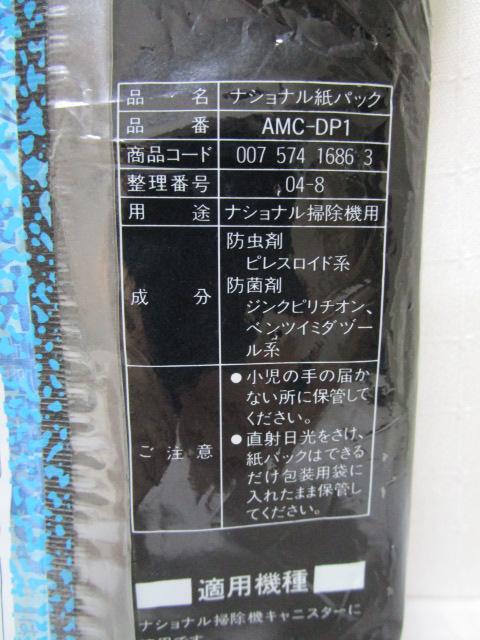 品名 ナショナル紙パック
品番 AMC-DP1
商品コード 007 574 1686 3
整理番号 04-8
用途 ナショナル掃除機用
成分
防虫剤
ピレスロイド系
防菌剤
ジンクピリチオン、
ベンツイミダゾー
ル系
ご注意
●小児の手の届か
ない所に保管して
ください。
●直射日光をさけ、
紙パックはできる
だけ包装用袋に
入れたまま保管し
てください。
適用機種
ナショナル掃除機キャニスターに